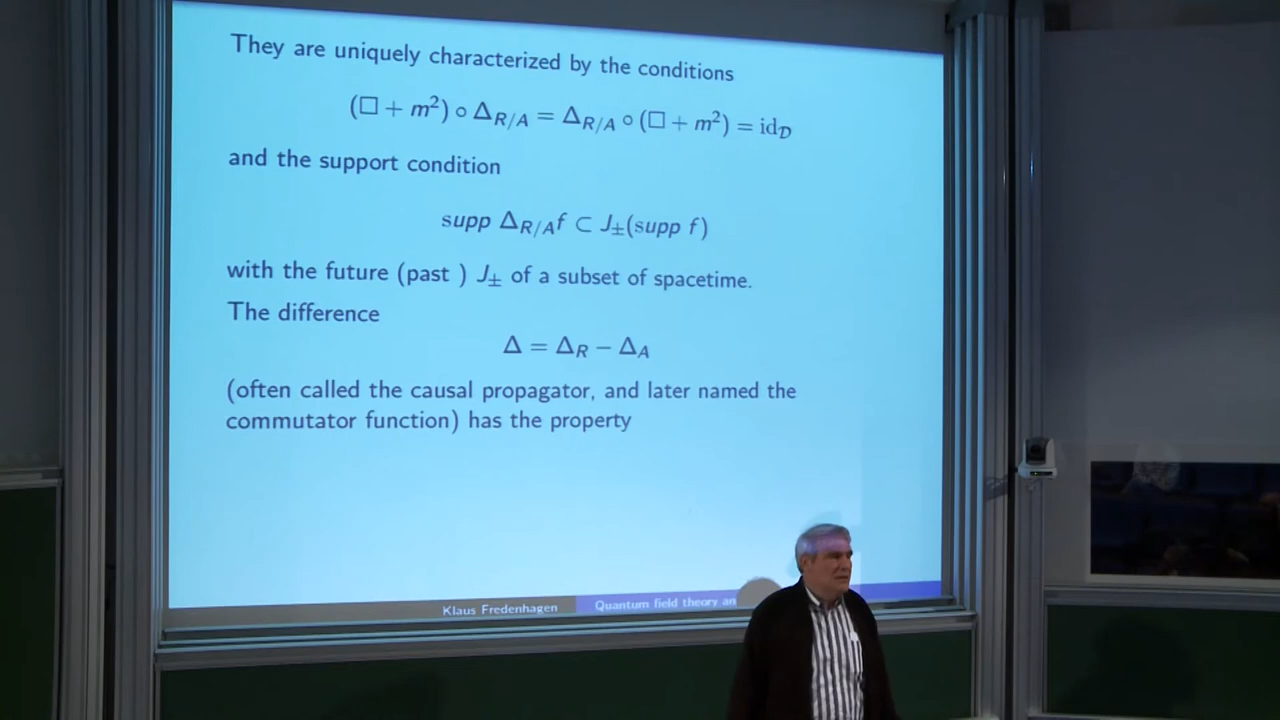 They are uniquely characterized by the conditions
(□ + m²) ∘ Δ_{R/A} = Δ_{R/A} ∘ (□ + m²) = id_𝒟
and the support condition
supp Δ_{R/A}f ⊂ J_±(supp f)
with the future (past ) J_± of a subset of spacetime.
The difference
Δ = Δ_R − Δ_A
(often called the causal propagator, and later named the
commutator function) has the property
Klaus Fredenhagen Quantum field theory an